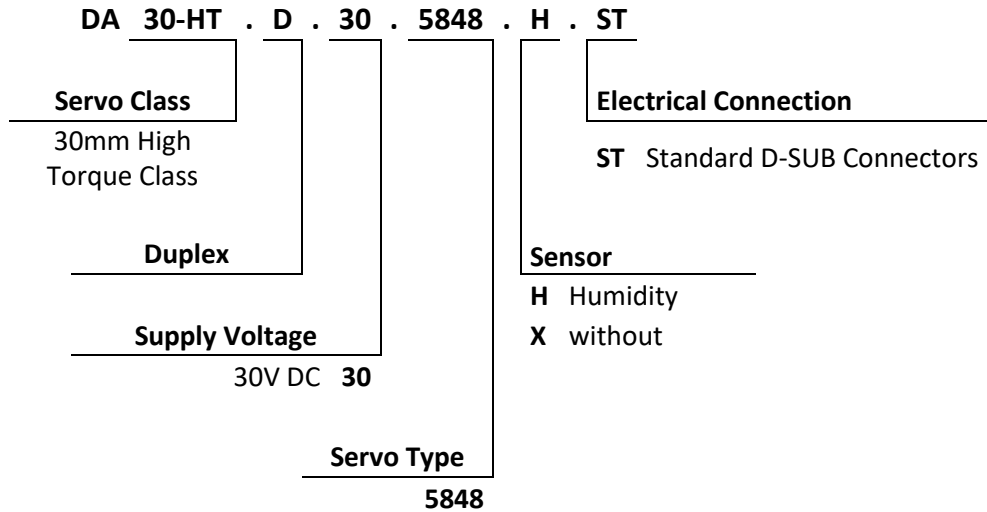 DA 30-HT . D . 30 . 5848 . H . ST
Servo Class
30mm High
Torque Class
Electrical Connection
ST Standard D-SUB Connectors
Duplex
Sensor
H Humidity
X without
Supply Voltage
30V DC 30
Servo Type
5848